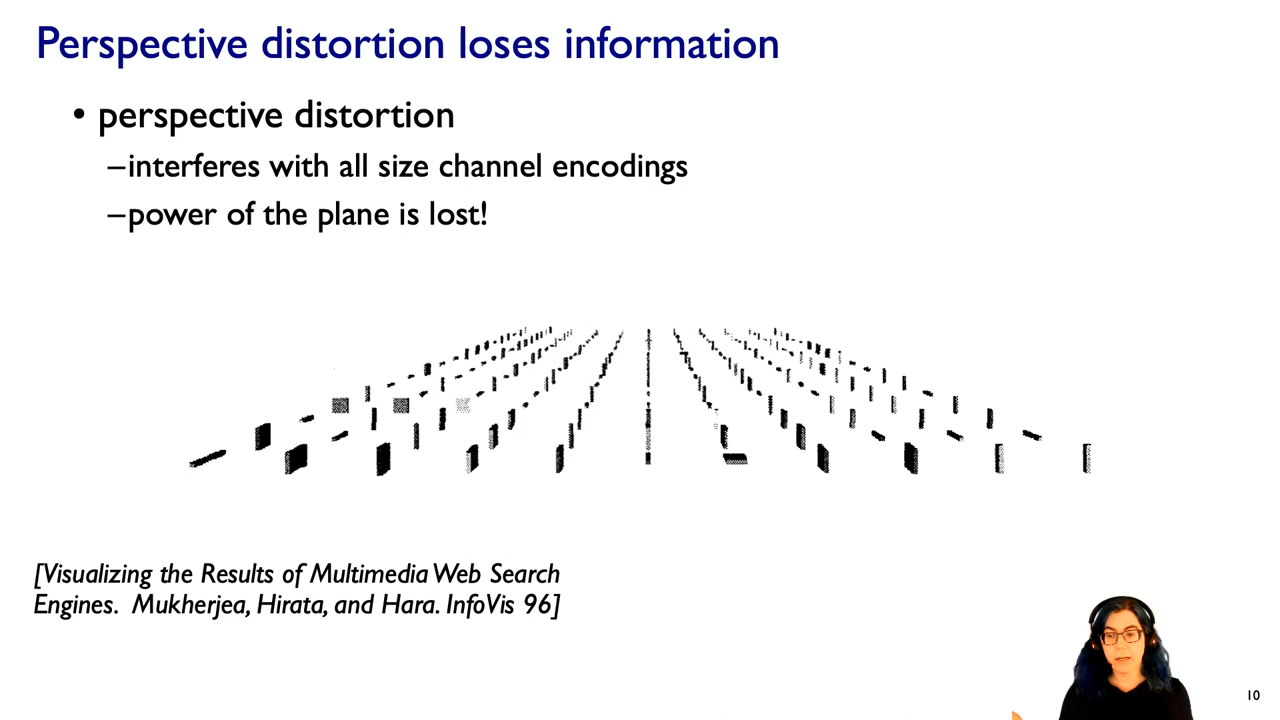 Perspective distortion loses information
• perspective distortion
–interferes with all size channel encodings
–power of the plane is lost!
[Visualizing the Results of Multimedia Web Search
Engines. Mukherjea, Hirata, and Hara. InfoVis 96]
10